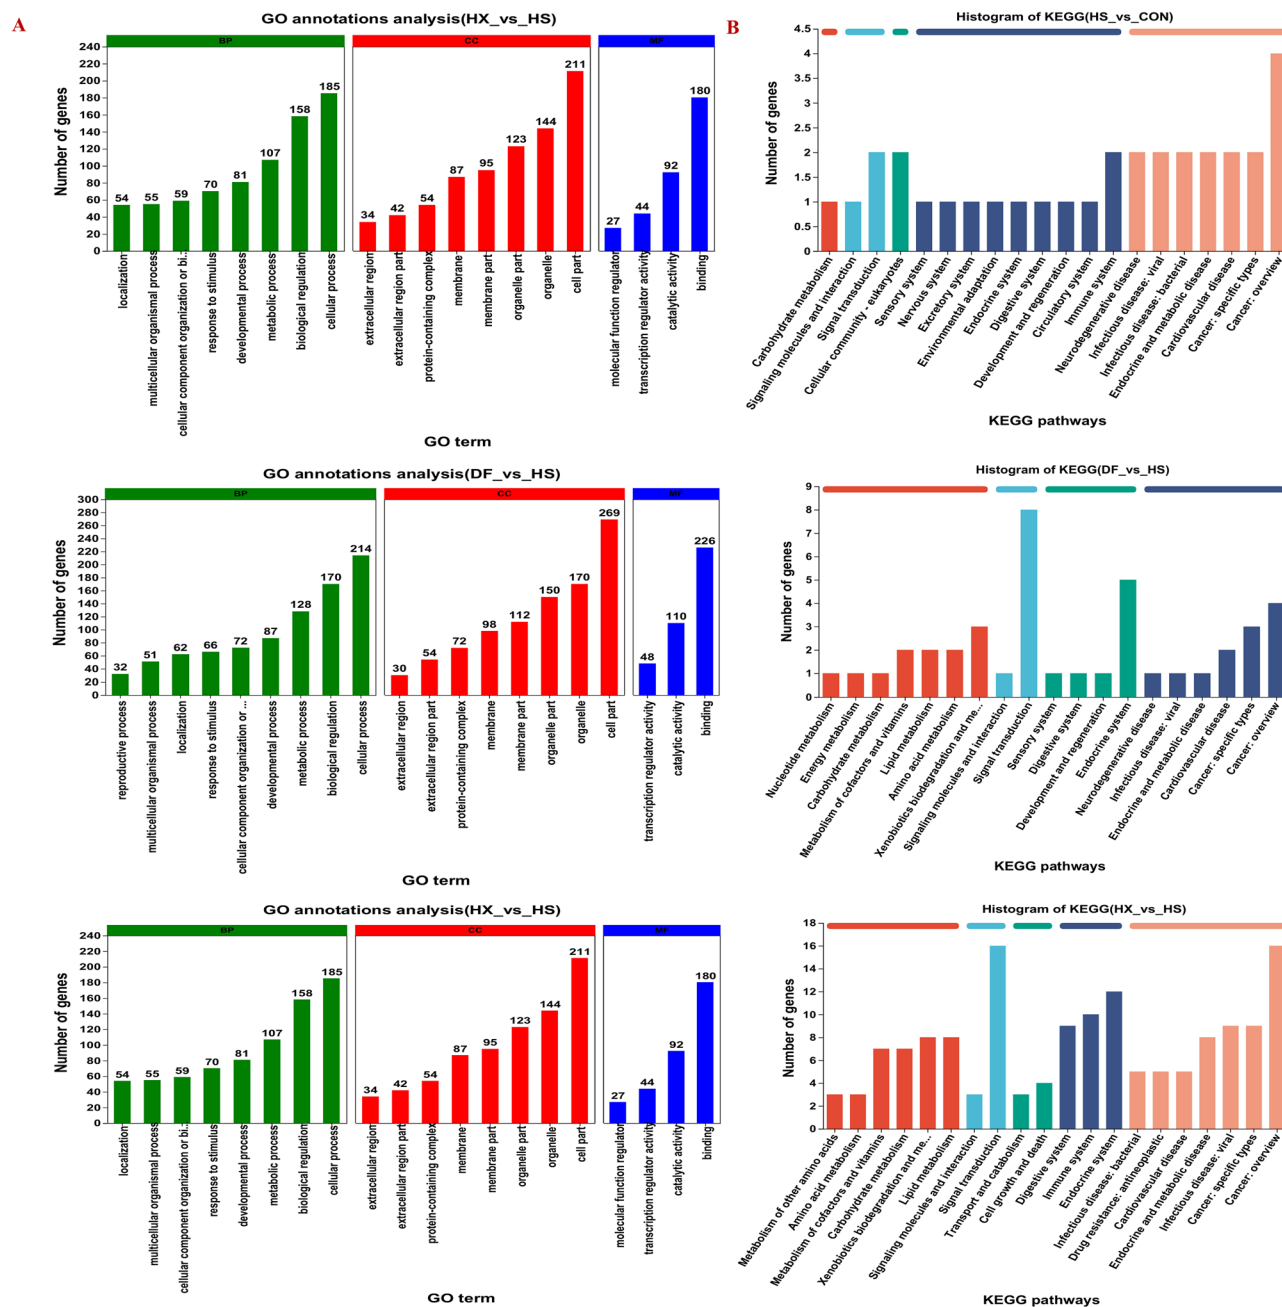 A
GO annotations analysis(HX_vs_HS)
BP
CC
MF
Number of genes
240
220
200
180
160
140
120
100
80
60
40
20
0
54
55
59
70
81
107
158
185
34
42
54
87
95
123
144
211
27
44
92
180
localization
multicellular organismal process
cellular component organization or bi..
response to stimulus
developmental process
metabolic process
biological regulation
cellular process
extracellular region
extracellular region part
protein-containing complex
membrane
membrane part
organelle part
organelle
cell part
molecular function regulator
transcription regulator activity
catalytic activity
binding
GO term
B
Histogram of KEGG(HS_vs_CON)
Number of genes
4.5
4
3.5
3
2.5
2
1.5
1
0.5
0
Carbohydrate metabolism
Signaling molecules and interaction
Signal transduction
Cellular community - eukaryotes
Sensory system
Nervous system
Excretory system
Environmental adaptation
Endocrine system
Digestive system
Development and regeneration
Circulatory system
Immune system
Neurodegenerative disease
Infectious disease: viral
Infectious disease: bacterial
Endocrine and metabolic disease
Cardiovascular disease
Cancer: specific types
Cancer: overview
KEGG pathways
GO annotations analysis(DF_vs_HS)
BP
CC
MF
Number of genes
300
280
260
240
220
200
180
160
140
120
100
80
60
40
20
0
32
51
62
66
72
87
128
170
214
30
54
72
98
112
150
170
269
48
110
226
reproductive process
multicellular organismal process
localization
response to stimulus
cellular component organization or ...
developmental process
metabolic process
biological regulation
cellular process
extracellular region
extracellular region part
protein-containing complex
membrane
membrane part
organelle part
organelle
cell part
transcription regulator activity
catalytic activity
binding
GO term
Histogram of KEGG(DF_vs_HS)
Number of genes
9
8
7
6
5
4
3
2
1
0
Nucleotide metabolism
Energy metabolism
Carbohydrate metabolism
Metabolism of cofactors and vitamins
Lipid metabolism
Amino acid metabolism
Xenobiotics biodegradation and me...
Signaling molecules and interaction
Signal transduction
Sensory system
Digestive system
Development and regeneration
Endocrine system
Neurodegenerative disease
Infectious disease: viral
Endocrine and metabolic disease
Cardiovascular disease
Cancer: specific types
Cancer: overview
KEGG pathways
GO annotations analysis(HX_vs_HS)
BP
CC
MF
Number of genes
240
220
200
180
160
140
120
100
80
60
40
20
0
54
55
59
70
81
107
158
185
34
42
54
87
95
123
144
211
27
44
92
180
localization
multicellular organismal process
cellular component organization or bi..
response to stimulus
developmental process
metabolic process
biological regulation
cellular process
extracellular region
extracellular region part
protein-containing complex
membrane
membrane part
organelle part
organelle
cell part
molecular function regulator
transcription regulator activity
catalytic activity
binding
GO term
Histogram of KEGG(HX_vs_HS)
Number of genes
18
16
14
12
10
8
6
4
2
0
Metabolism of other amino acids
Amino acid metabolism
Metabolism of cofactors and vitamins
Carbohydrate metabolism
Xenobiotics biodegradation and me...
Lipid metabolism
Signaling molecules and interaction
Signal transduction
Transport and catabolism
Cell growth and death
Digestive system
Immune system
Endocrine system
Infectious disease: bacterial
Drug resistance: antineoplastic
Cardiovascular disease
Endocrine and metabolic disease
Infectious disease: viral
Cancer: specific types
Cancer: overview
KEGG pathways